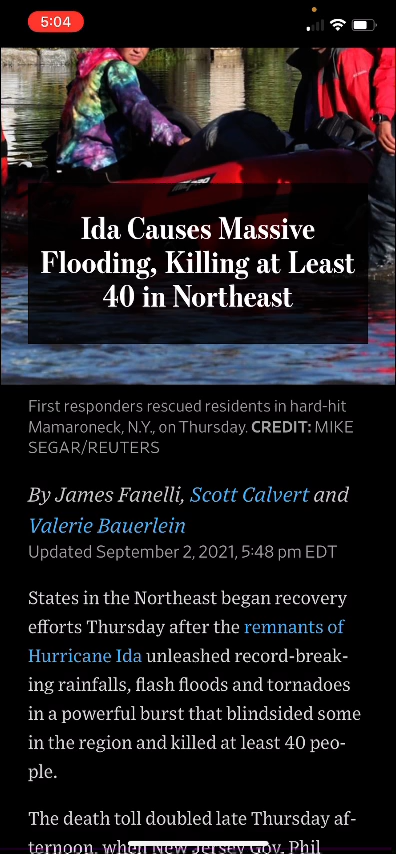 5:04
Ida Causes Massive
Flooding, Killing at Least
40 in Northeast
First responders rescued residents in hard-hit
Mamaroneck, N.Y., on Thursday. CREDIT: MIKE
SEGAR/REUTERS
By James Fanelli, Scott Calvert and
Valerie Bauerlein
Updated September 2, 2021, 5:48 pm EDT
States in the Northeast began recovery
efforts Thursday after the remnants of
Hurricane Ida unleashed record-break-
ing rainfalls, flash floods and tornadoes
in a powerful burst that blindsided some
in the region and killed at least 40 peo-
ple.
The death toll doubled late Thursday af-
ternoon, when New Jersey Gov. Phil